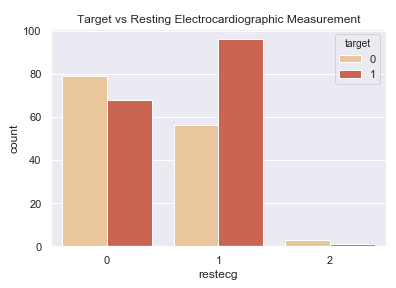 Target vs Resting Electrocardiographic Measurement
target
0
1
100
80
60
40
20
0
count
0 1 2
restecg